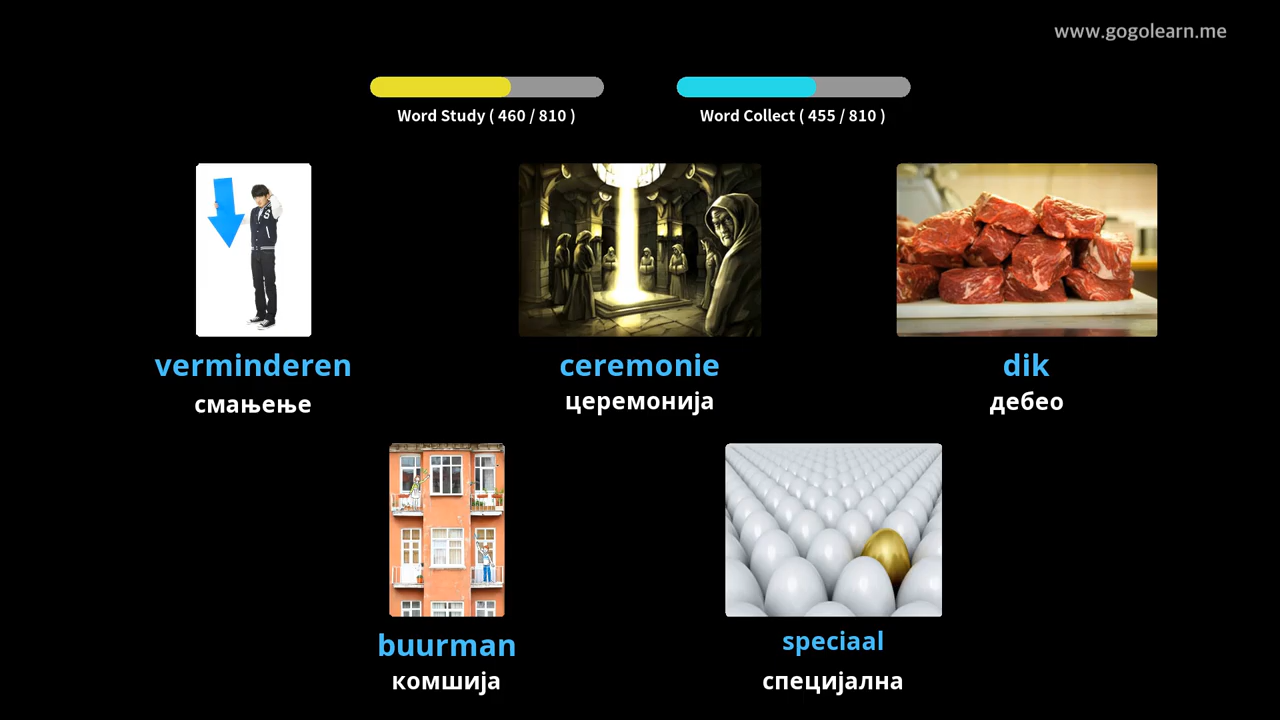 www.gogolearn.me
Word Study ( 460 / 810 )
Word Collect ( 455 / 810 )
verminderen
смањење
ceremonie
церемонија
dik
дебео
buurman
комшија
speciaal
специјална